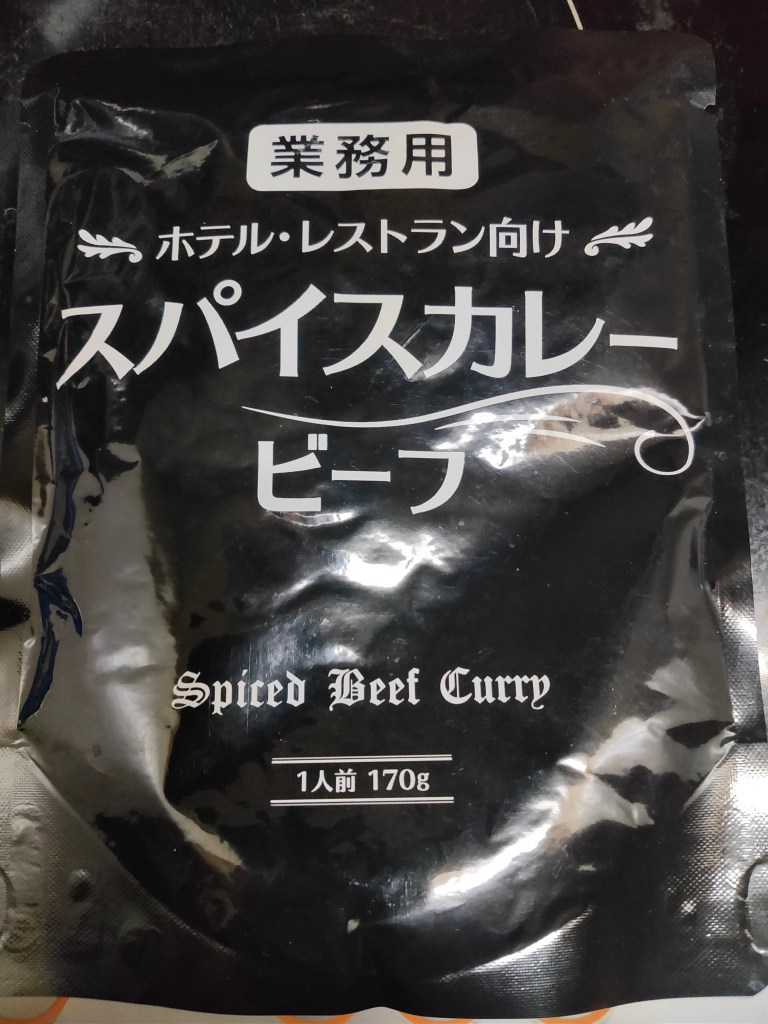 業務用
ホテル・レストラン向け
スパイスカレー
ビーフ
Spiced Beef Curry
1人前 170g